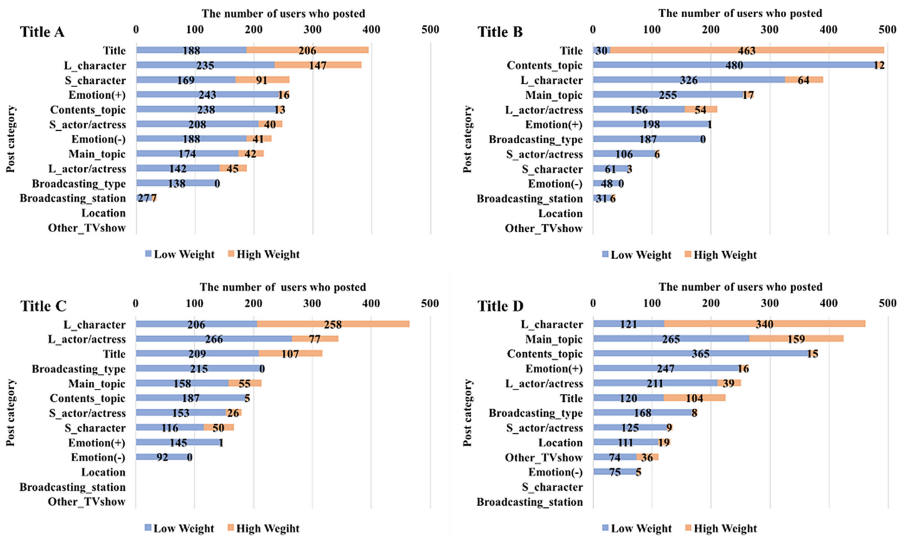 The number of users who posted
Title A
0 100 200 300 400 500
Post category
Title 188 206
L_character 235 147
S_character 169 91
Emotion(+) 243 16
Contents_topic 238 13
S_actor/actress 208 40
Emotion(-) 188 41
Main_topic 174 42
L_actor/actress 142 45
Broadcasting_type 138 0
Broadcasting_station 27 7
Location
Other_TVshow
Low Weight High Weight
The number of users who posted
Title B
0 100 200 300 400 500
Post category
Title 30 463
Contents_topic 480 12
L_character 326 64
Main_topic 255 17
L_actor/actress 156 54
Emotion(+) 198 1
Broadcasting_type 187 0
S_actor/actress 106 6
S_character 61 3
Emotion(-) 48 0
Broadcasting_station 31 6
Location
Other_TVshow
Low Weight High Weight
The number of users who posted
Title C
0 100 200 300 400 500
Post category
L_character 206 258
L_actor/actress 266 77
Title 209 107
Broadcasting_type 215 0
Main_topic 158 55
Contents_topic 187 5
S_actor/actress 153 26
S_character 116 50
Emotion(+) 145 1
Emotion(-) 92 0
Location
Broadcasting_station
Other_TVshow
Low Weight High Wegiht
The number of users who posted
Title D
0 100 200 300 400 500
Post category
L_character 121 340
Main_topic 265 159
Contents_topic 365 15
Emotion(+) 247 16
L_actor/actress 211 39
Title 120 104
Broadcasting_type 168 8
S_actor/actress 125 9
Location 111 19
Other_TVshow 74 36
Emotion(-) 75 5
S_character
Broadcasting_station
Low Weight High Weight